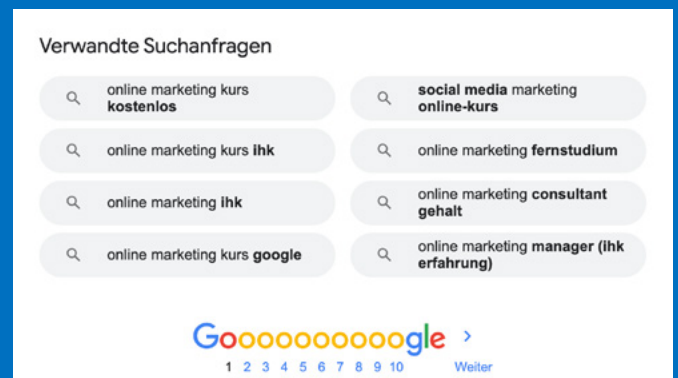 Verwandte Suchanfragen
online marketing kurs
kostenlos
social media marketing
online-kurs
online marketing kurs ihk
online marketing fernstudium
online marketing ihk
online marketing consultant
gehalt
online marketing kurs google
online marketing manager (ihk
erfahrung)
Goooooooooogle >
1 2 3 4 5 6 7 8 9 10 Weiter